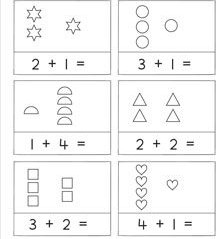 2 + 1 =
3 + 1 =
1 + 4 =
2 + 2 =
3 + 2 =
4 + 1 =